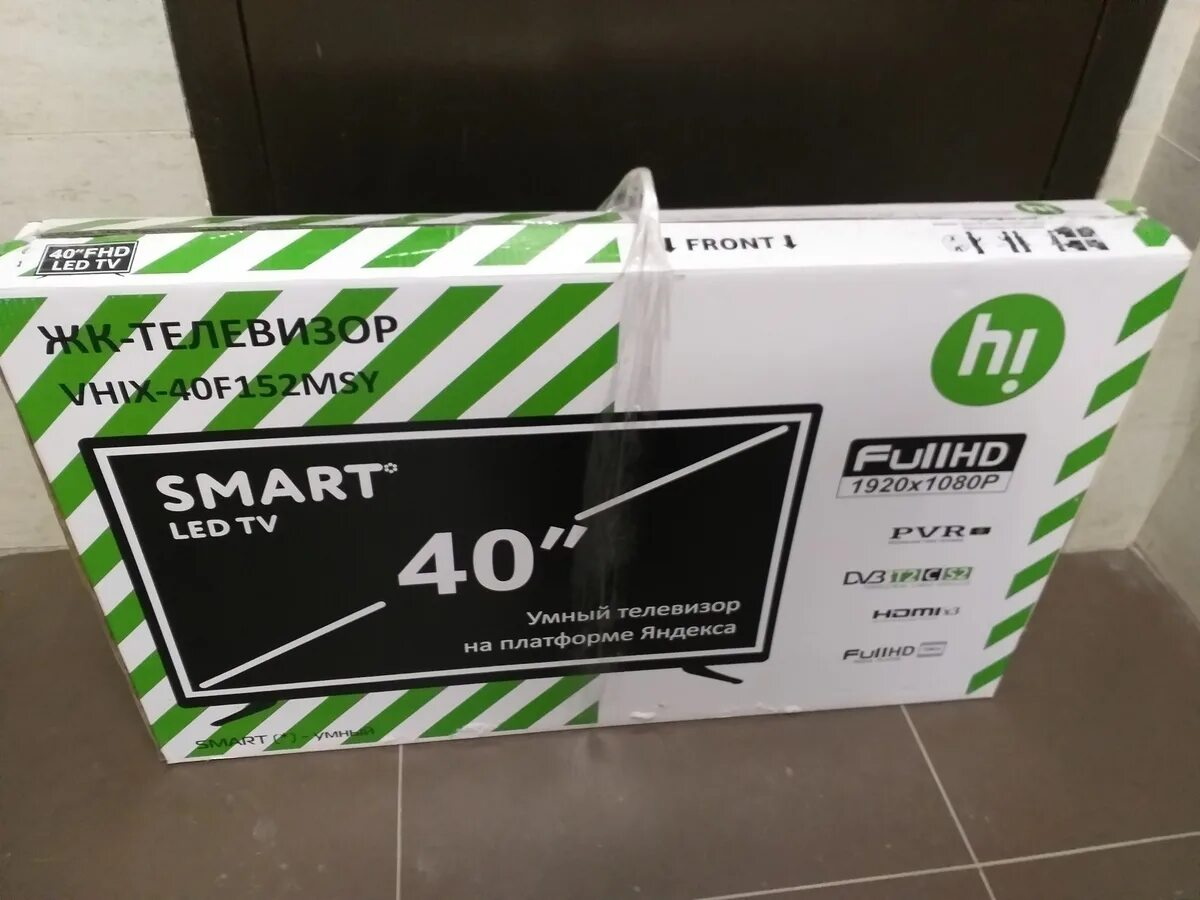 40"FHD
LED TV
FRONT
ЖК-ТЕЛЕВИЗОР
VHIX-40F152MSY
hi
SMART*
LED TV
40"
Умный телевизор
на платформе Яндекса
FullHD
1920x1080P
PVR
DVB T2 C S2
HDMI x3
FullHD
SMART (*) - УМНЫЙ